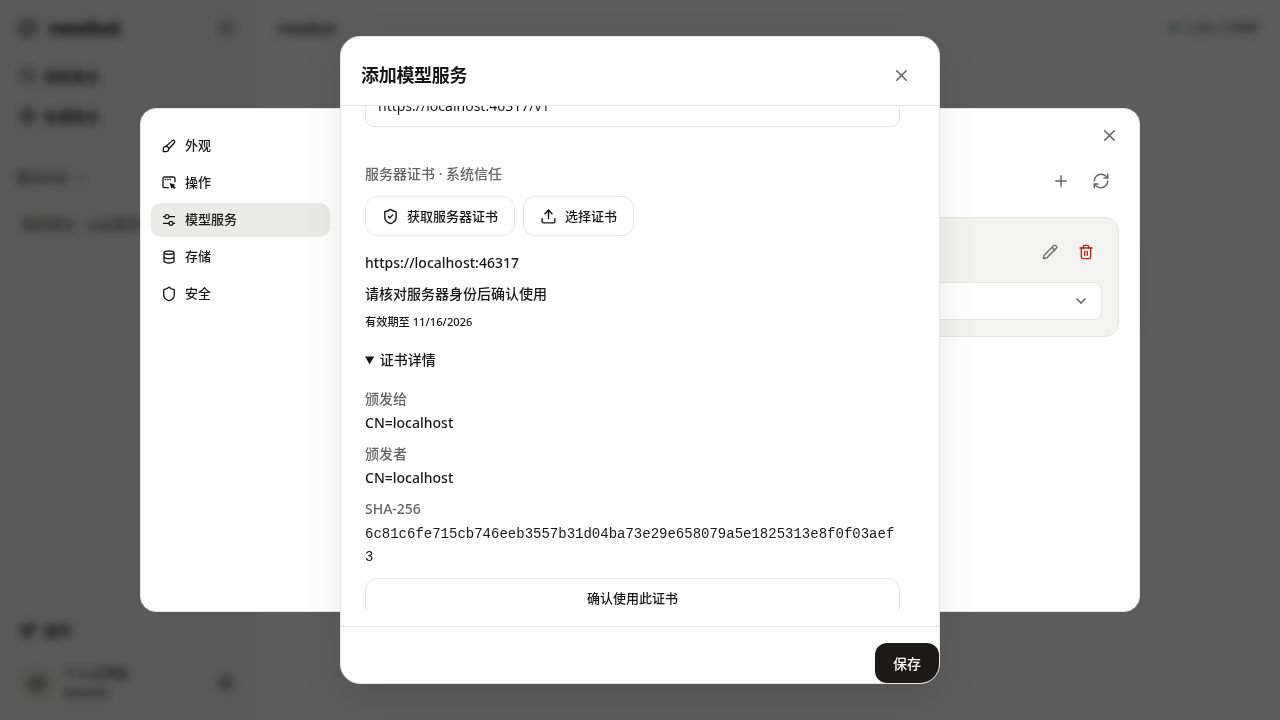 添加模型服务
https://localhost:46317/v1
外观
操作
模型服务
存储
安全
服务器证书 · 系统信任
获取服务器证书
选择证书
https://localhost:46317
请核对服务器身份后确认使用
有效期至 11/16/2026
证书详情
颁发给
CN=localhost
颁发者
CN=localhost
SHA-256
6c81c6fe715cb746eeb3557b31d04ba73e29e658079a5e1825313e8f0f03aef
3
确认使用此证书
保存